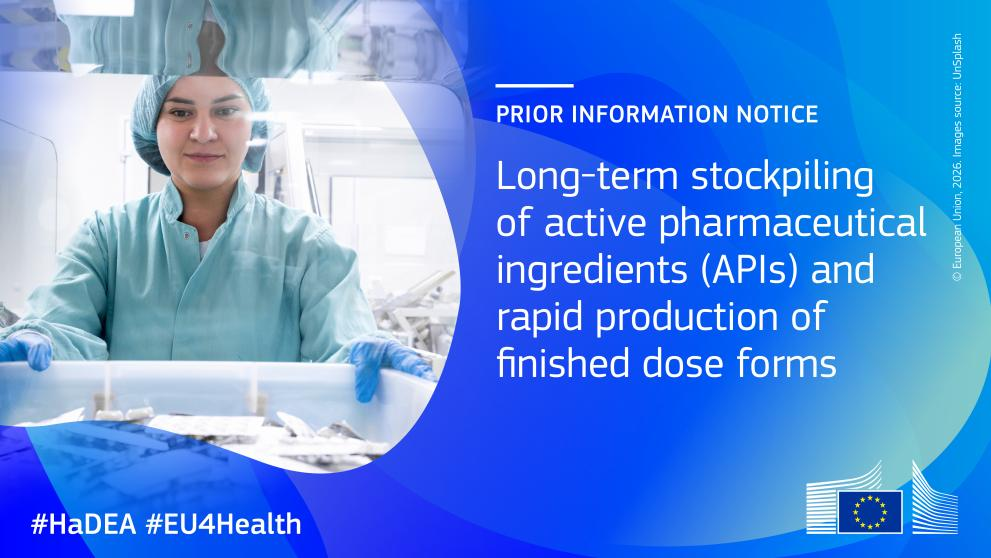 PRIOR INFORMATION NOTICE
Long-term stockpiling
of active pharmaceutical
ingredients (APIs) and
rapid production of
finished dose forms
© European Union, 2026. Images source: UnSplash
#HaDEA #EU4Health